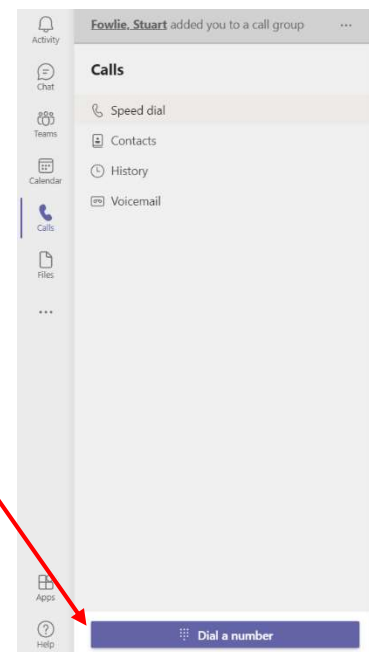 Fowlie, Stuart added you to a call group ...
Activity
Calls
Chat
Speed dial
Teams
Contacts
History
Calendar
Voicemail
Calls
Files
...
Apps
Dial a number
Help